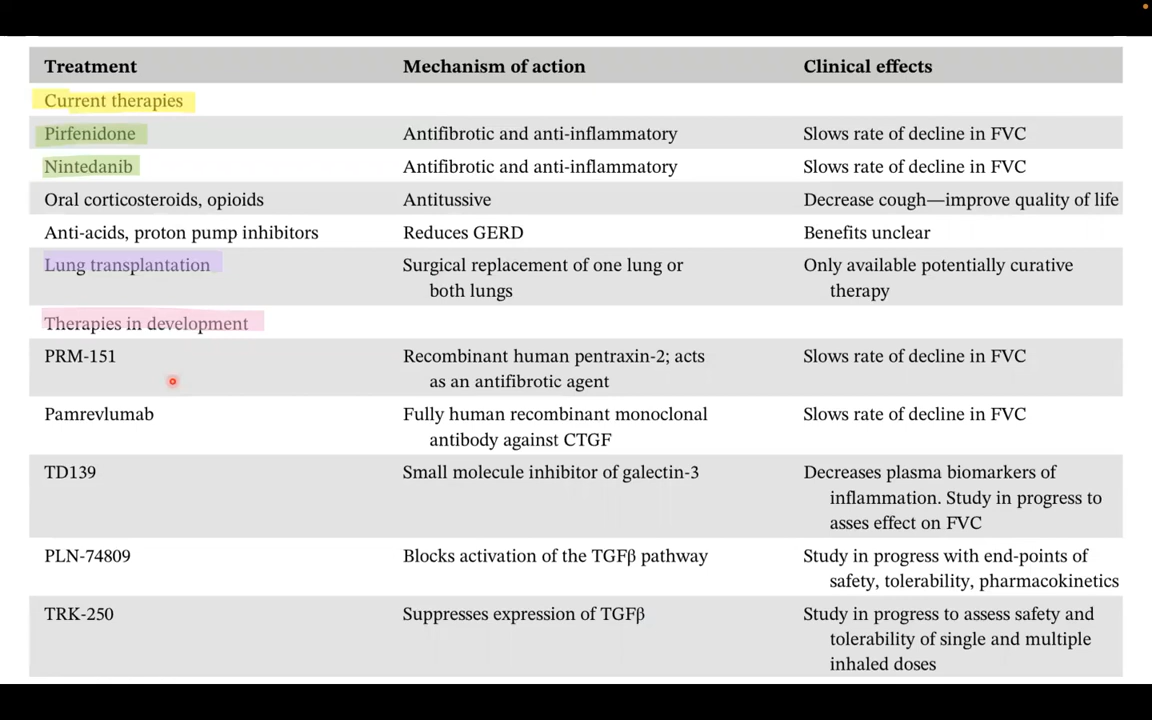 Treatment Mechanism of action Clinical effects
Current therapies
Pirfenidone Antifibrotic and anti-inflammatory Slows rate of decline in FVC
Nintedanib Antifibrotic and anti-inflammatory Slows rate of decline in FVC
Oral corticosteroids, opioids Antitussive Decrease cough—improve quality of life
Anti-acids, proton pump inhibitors Reduces GERD Benefits unclear
Lung transplantation Surgical replacement of one lung or Only available potentially curative
both lungs therapy
Therapies in development
PRM-151 Recombinant human pentraxin-2; acts Slows rate of decline in FVC
as an antifibrotic agent
Pamrevlumab Fully human recombinant monoclonal Slows rate of decline in FVC
antibody against CTGF
TD139 Small molecule inhibitor of galectin-3 Decreases plasma biomarkers of
inflammation. Study in progress to
asses effect on FVC
PLN-74809 Blocks activation of the TGFβ pathway Study in progress with end-points of
safety, tolerability, pharmacokinetics
TRK-250 Suppresses expression of TGFβ Study in progress to assess safety and
tolerability of single and multiple
inhaled doses